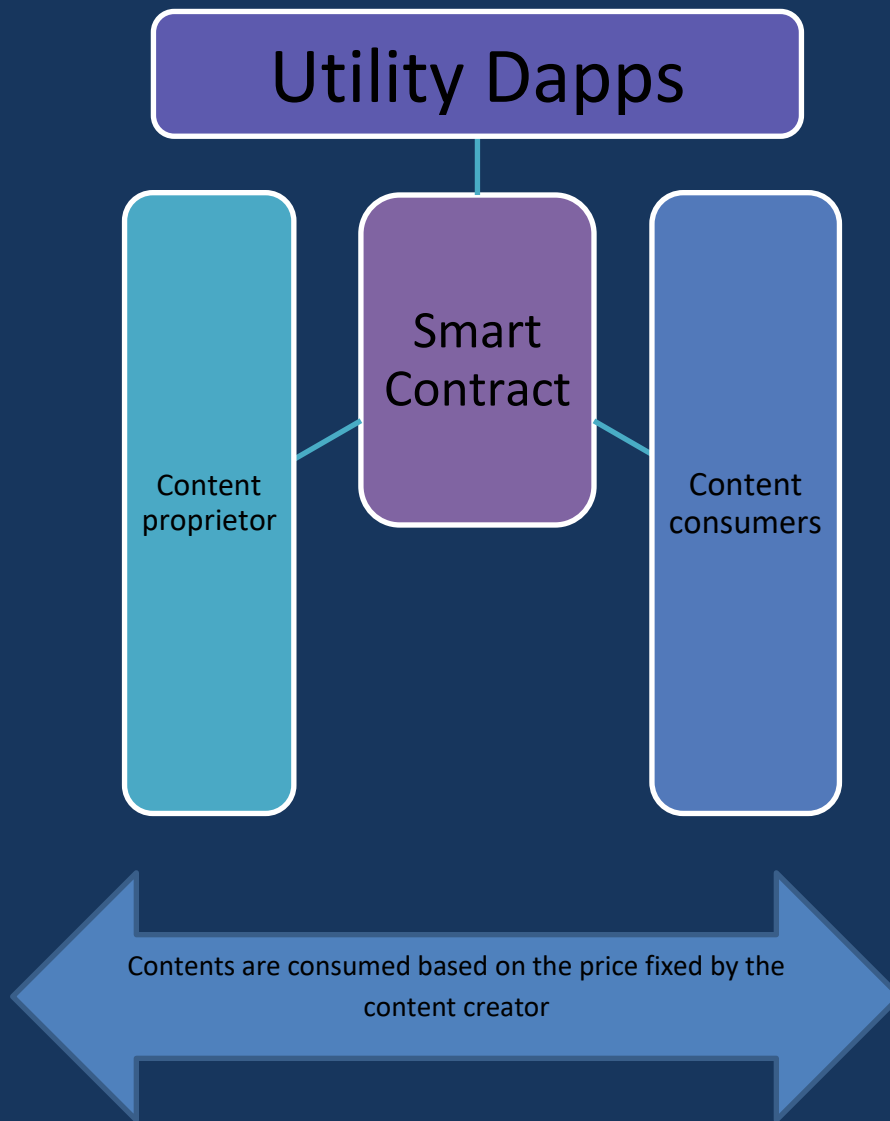 Utility Dapps
Smart
Contract
Content
proprietor
Content
consumers
Contents are consumed based on the price fixed by the
content creator